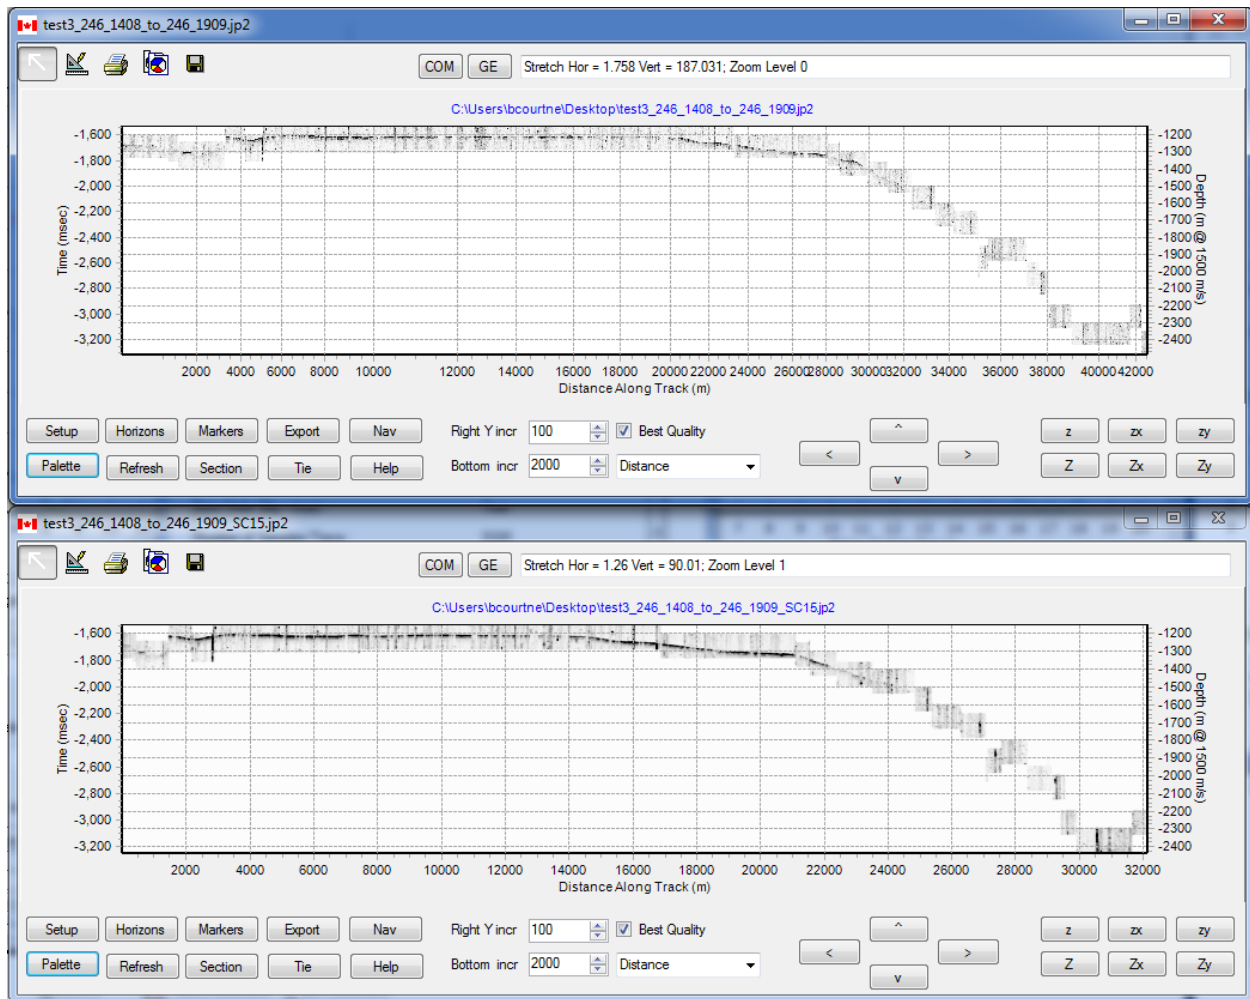 test3_246_1408_to_246_1909.jp2
COM GE Stretch Hor = 1.758 Vert = 187.031; Zoom Level 0
C:\Users\bcourtne\Desktop\test3_246_1408_to_246_1909.jp2
-1,600
-1,800
-2,000
-2,200
-2,400
-2,600
-2,800
-3,000
-3,200
Time (msec)
-1200
-1300
-1400
-1500
-1600
-1700
-1800
-1900
-2000
-2100
-2200
-2300
-2400
Depth (m @ 1500 m/s)
2000 4000 6000 8000 10000 12000 14000 16000 18000 20000 22000 24000 26000 28000 30000 32000 34000 36000 38000 40000 42000
Distance Along Track (m)
Setup Horizons Markers Export Nav Right Y incr 100 Best Quality ^ z zx zy
Palette Refresh Section Tie Help Bottom incr 2000 Distance < > v Z Zx Zy
test3_246_1408_to_246_1909_SC15.jp2
COM GE Stretch Hor = 1.26 Vert = 90.01; Zoom Level 1
C:\Users\bcourtne\Desktop\test3_246_1408_to_246_1909_SC15.jp2
-1,600
-1,800
-2,000
-2,200
-2,400
-2,600
-2,800
-3,000
-3,200
Time (msec)
-1200
-1300
-1400
-1500
-1600
-1700
-1800
-1900
-2000
-2100
-2200
-2300
-2400
Depth (m @ 1500 m/s)
2000 4000 6000 8000 10000 12000 14000 16000 18000 20000 22000 24000 26000 28000 30000 32000
Distance Along Track (m)
Setup Horizons Markers Export Nav Right Y incr 100 Best Quality ^ z zx zy
Palette Refresh Section Tie Help Bottom incr 2000 Distance < > v Z Zx Zy